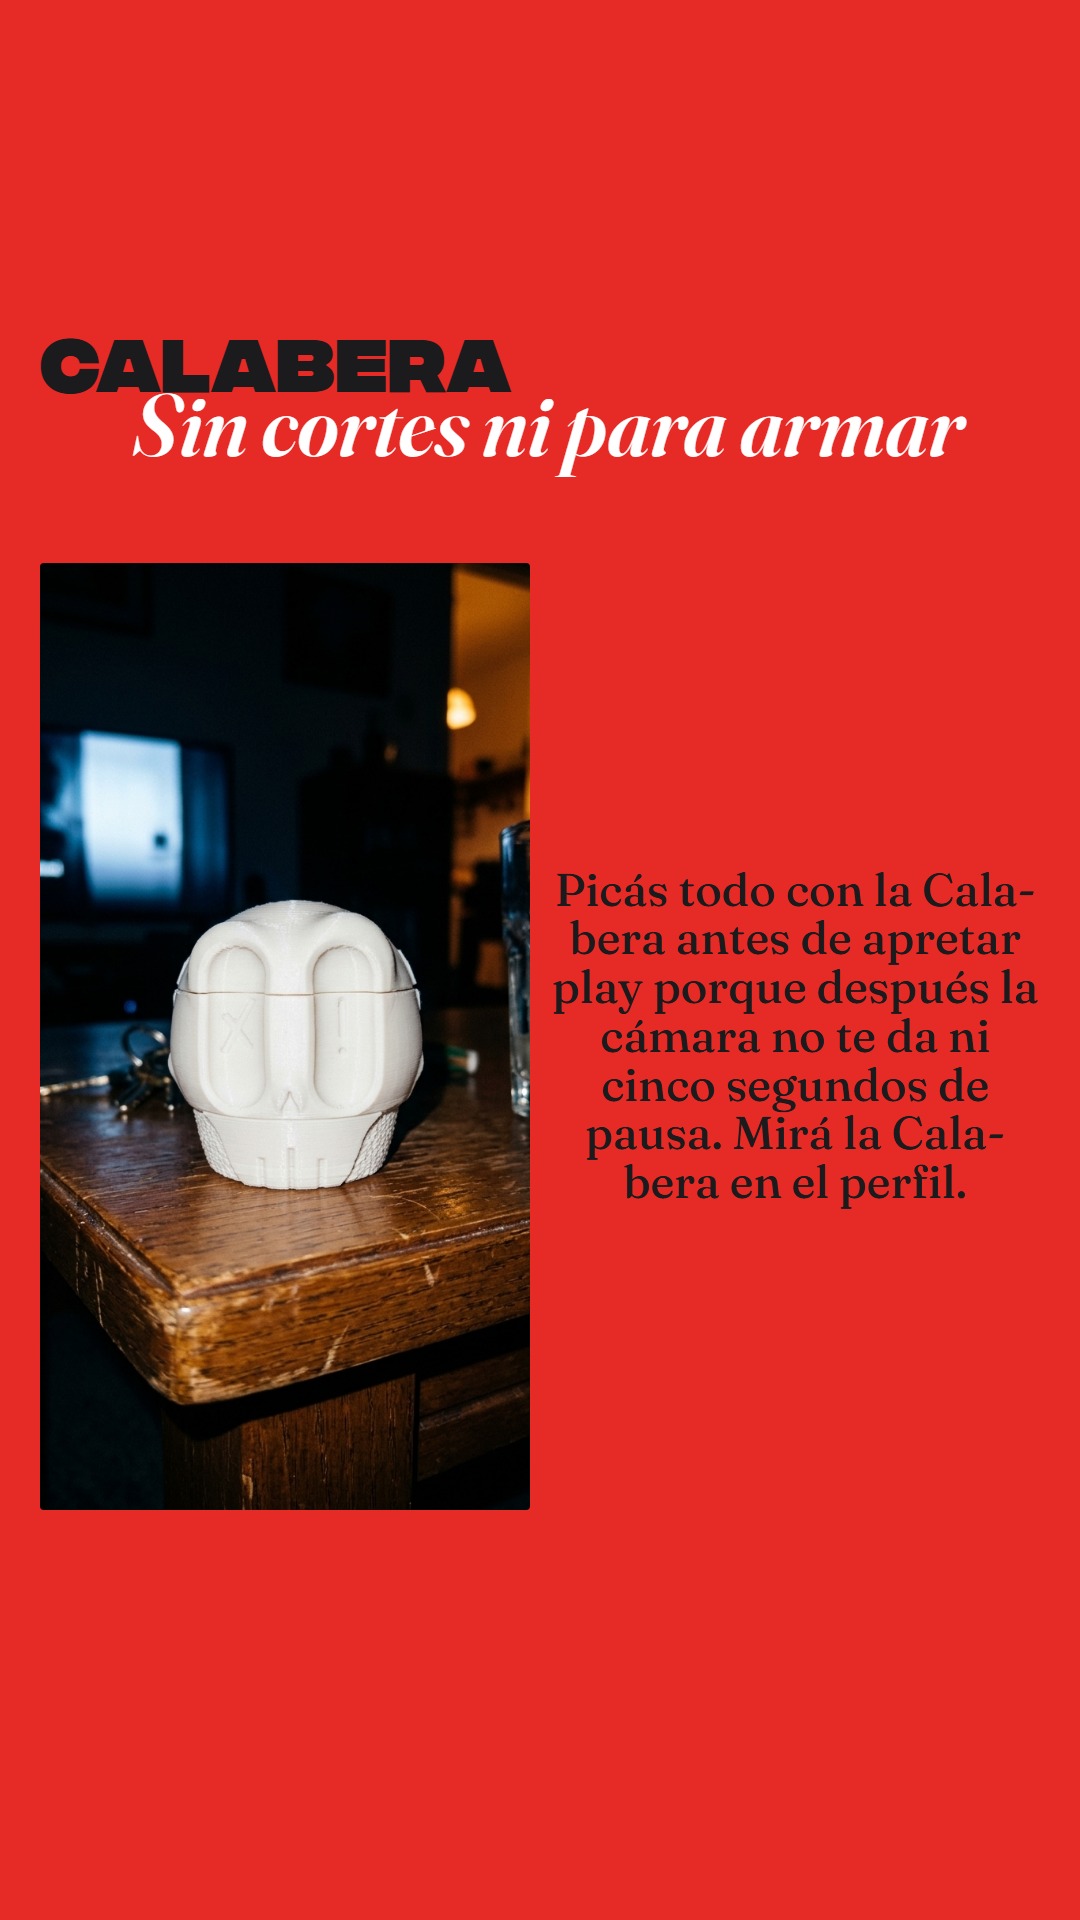 CALABERA
Sin cortes ni para armar
X !
Picás todo con la Cala-
bera antes de apretar
play porque después la
cámara no te da ni
cinco segundos de
pausa. Mirá la Cala-
bera en el perfil.